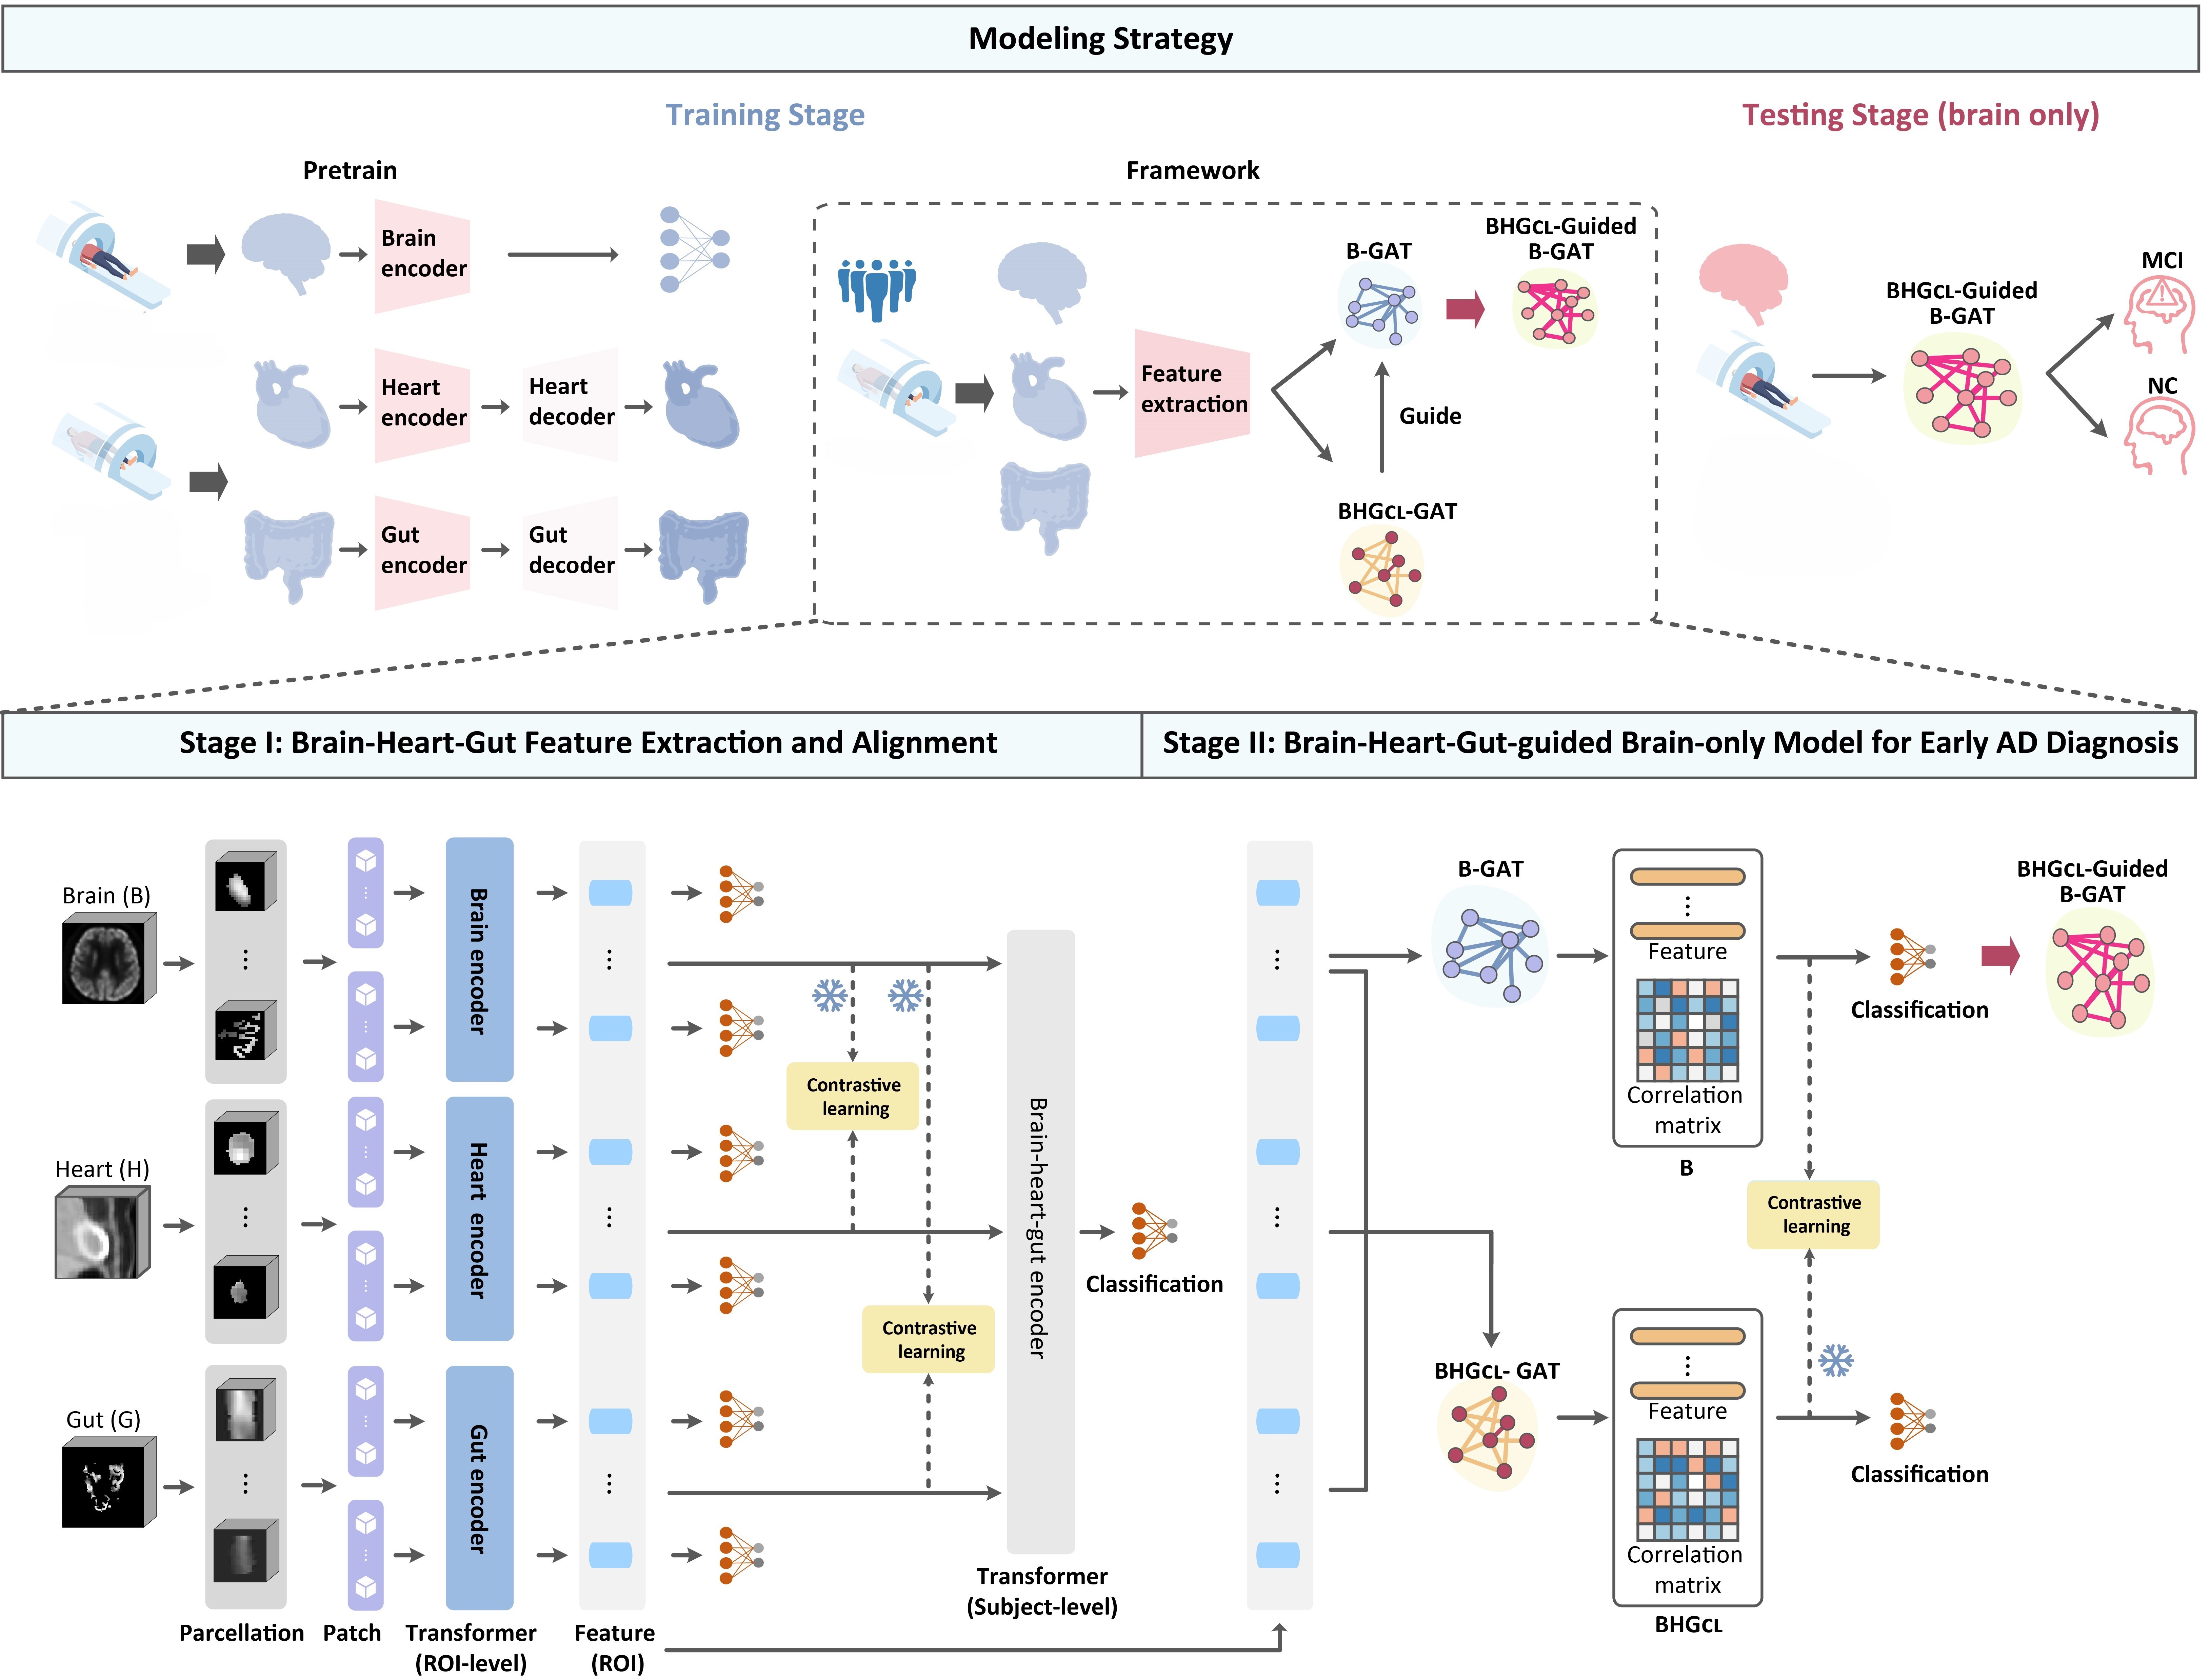 Modeling Strategy
Training Stage
Testing Stage (brain only)
Pretrain
Framework
Brain
encoder
Heart
encoder
Heart
decoder
Gut
encoder
Gut
decoder
Feature
extraction
B-GAT
BHGCL-Guided
B-GAT
Guide
BHGCL-GAT
BHGCL-Guided
B-GAT
MCI
NC
Stage I: Brain-Heart-Gut Feature Extraction and Alignment
Stage II: Brain-Heart-Gut-guided Brain-only Model for Early AD Diagnosis
Brain (B)
Heart (H)
Gut (G)
Brain encoder
Heart encoder
Gut encoder
Contrastive
learning
Contrastive
learning
Brain-heart-gut encoder
Classification
Parcellation
Patch
Transformer
(ROI-level)
Feature
(ROI)
Transformer
(Subject-level)
B-GAT
Feature
Correlation
matrix
B
Classification
BHGCL-Guided
B-GAT
Contrastive
learning
BHGCL- GAT
Feature
Correlation
matrix
BHGCL
Classification